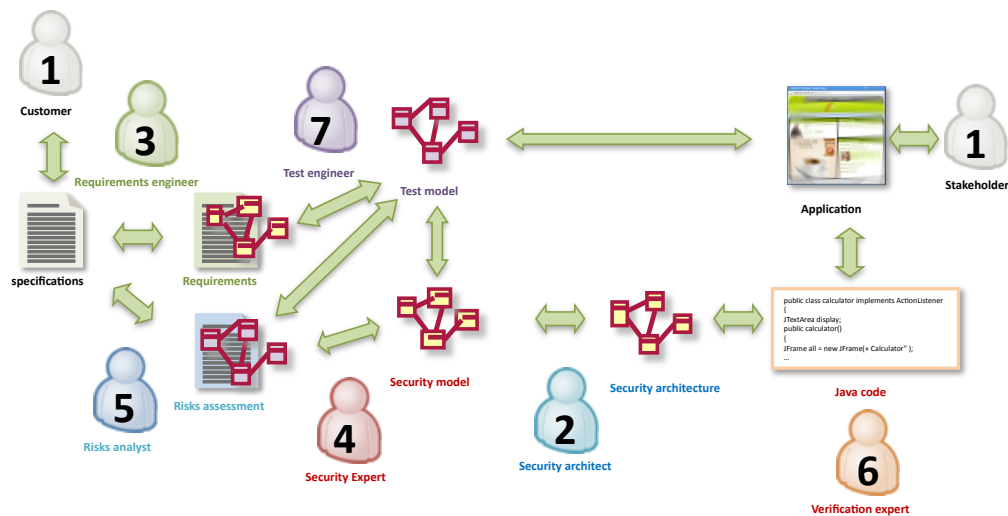 1
Customer
3
Requirements engineer
7
Test engineer
Test model
Application
1
Stakeholder
specifications
Requirements
Risks assessment
5
Risks analyst
Security model
4
Security Expert
Security architecture
2
Security architect
public class calculator implements ActionListener
{
JTextArea display;
public calculator()
{
JFrame all = new JFrame(« Calculator" );
...
Java code
6
Verification expert